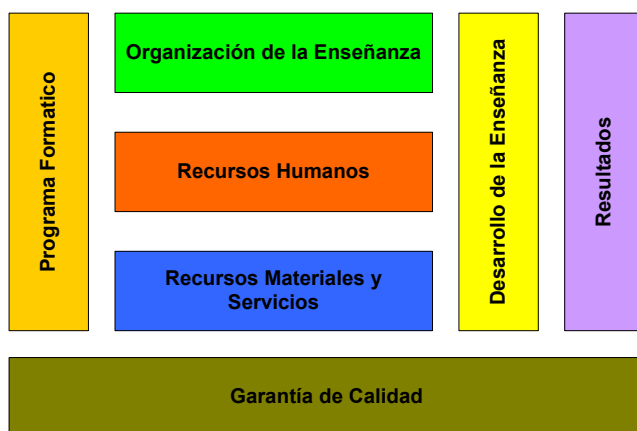 Programa Formatico
Organización de la Enseñanza
Recursos Humanos
Recursos Materiales y
Servicios
Desarrollo de la Enseñanza
Resultados
Garantía de Calidad